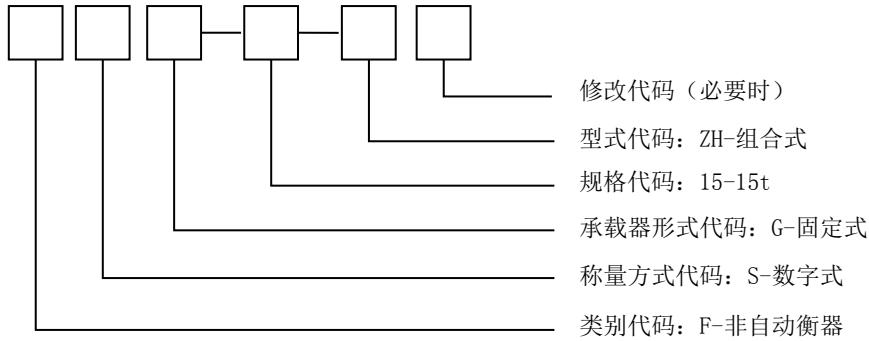 修改代码（必要时）
型式代码：ZH-组合式
规格代码：15-15t
承载器形式代码：G-固定式
称量方式代码：S-数字式
类别代码：F-非自动衡器